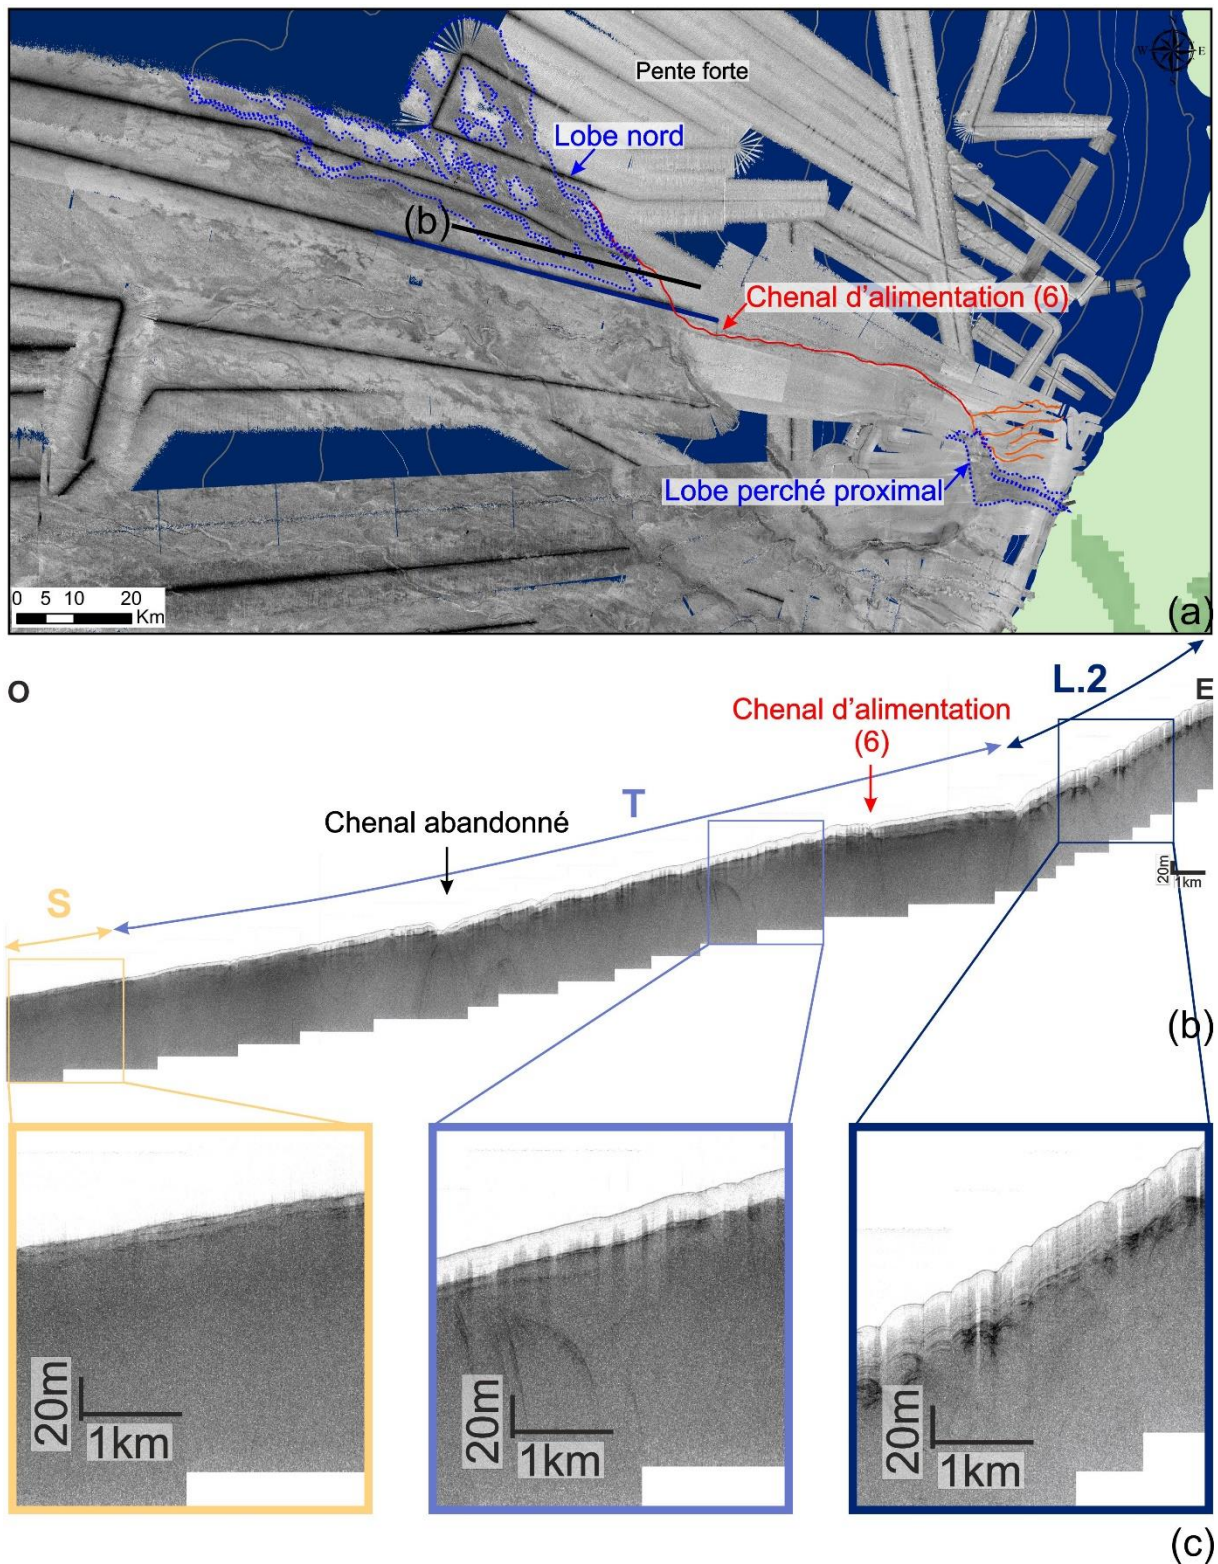 W E
Pente forte
Lobe nord
(b)
Chenal d'alimentation (6)
Lobe perché proximal
0 5 10 20
Km
(a)
O
L.2
E
Chenal d'alimentation
(6)
T
Chenal abandonné
20m
1km
S
(b)
20m
1km
20m
1km
20m
1km
(c)